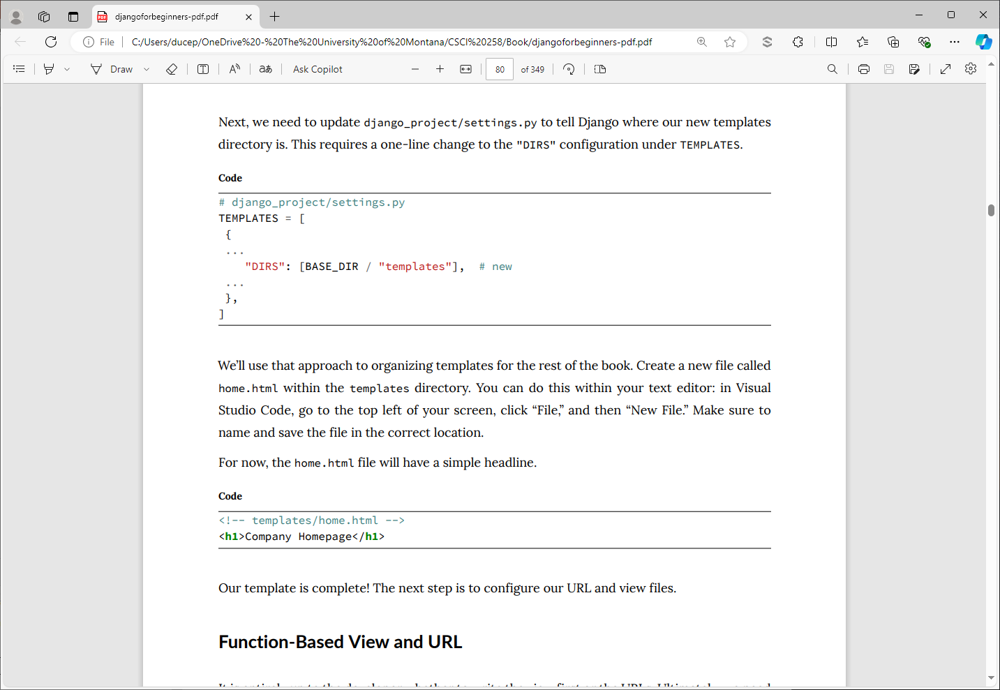 djangoforbeginners-pdf.pdf
File
C:/Users/ducep/OneDrive%20-%20The%20University%20of%20Montana/CSCI%20258/Book/djangoforbeginners-pdf.pdf
Draw
Ask Copilot
80 of 349
Next, we need to update django_project/settings.py to tell Django where our new templates
directory is. This requires a one-line change to the "DIRS" configuration under TEMPLATES.
Code
# django_project/settings.py
TEMPLATES = [
{
...
"DIRS": [BASE_DIR / "templates"],  # new
...
},
]
We’ll use that approach to organizing templates for the rest of the book. Create a new file called
home.html within the templates directory. You can do this within your text editor: in Visual
Studio Code, go to the top left of your screen, click “File,” and then “New File.” Make sure to
name and save the file in the correct location.
For now, the home.html file will have a simple headline.
Code
<!-- templates/home.html -->
<h1>Company Homepage</h1>
Our template is complete! The next step is to configure our URL and view files.
Function-Based View and URL